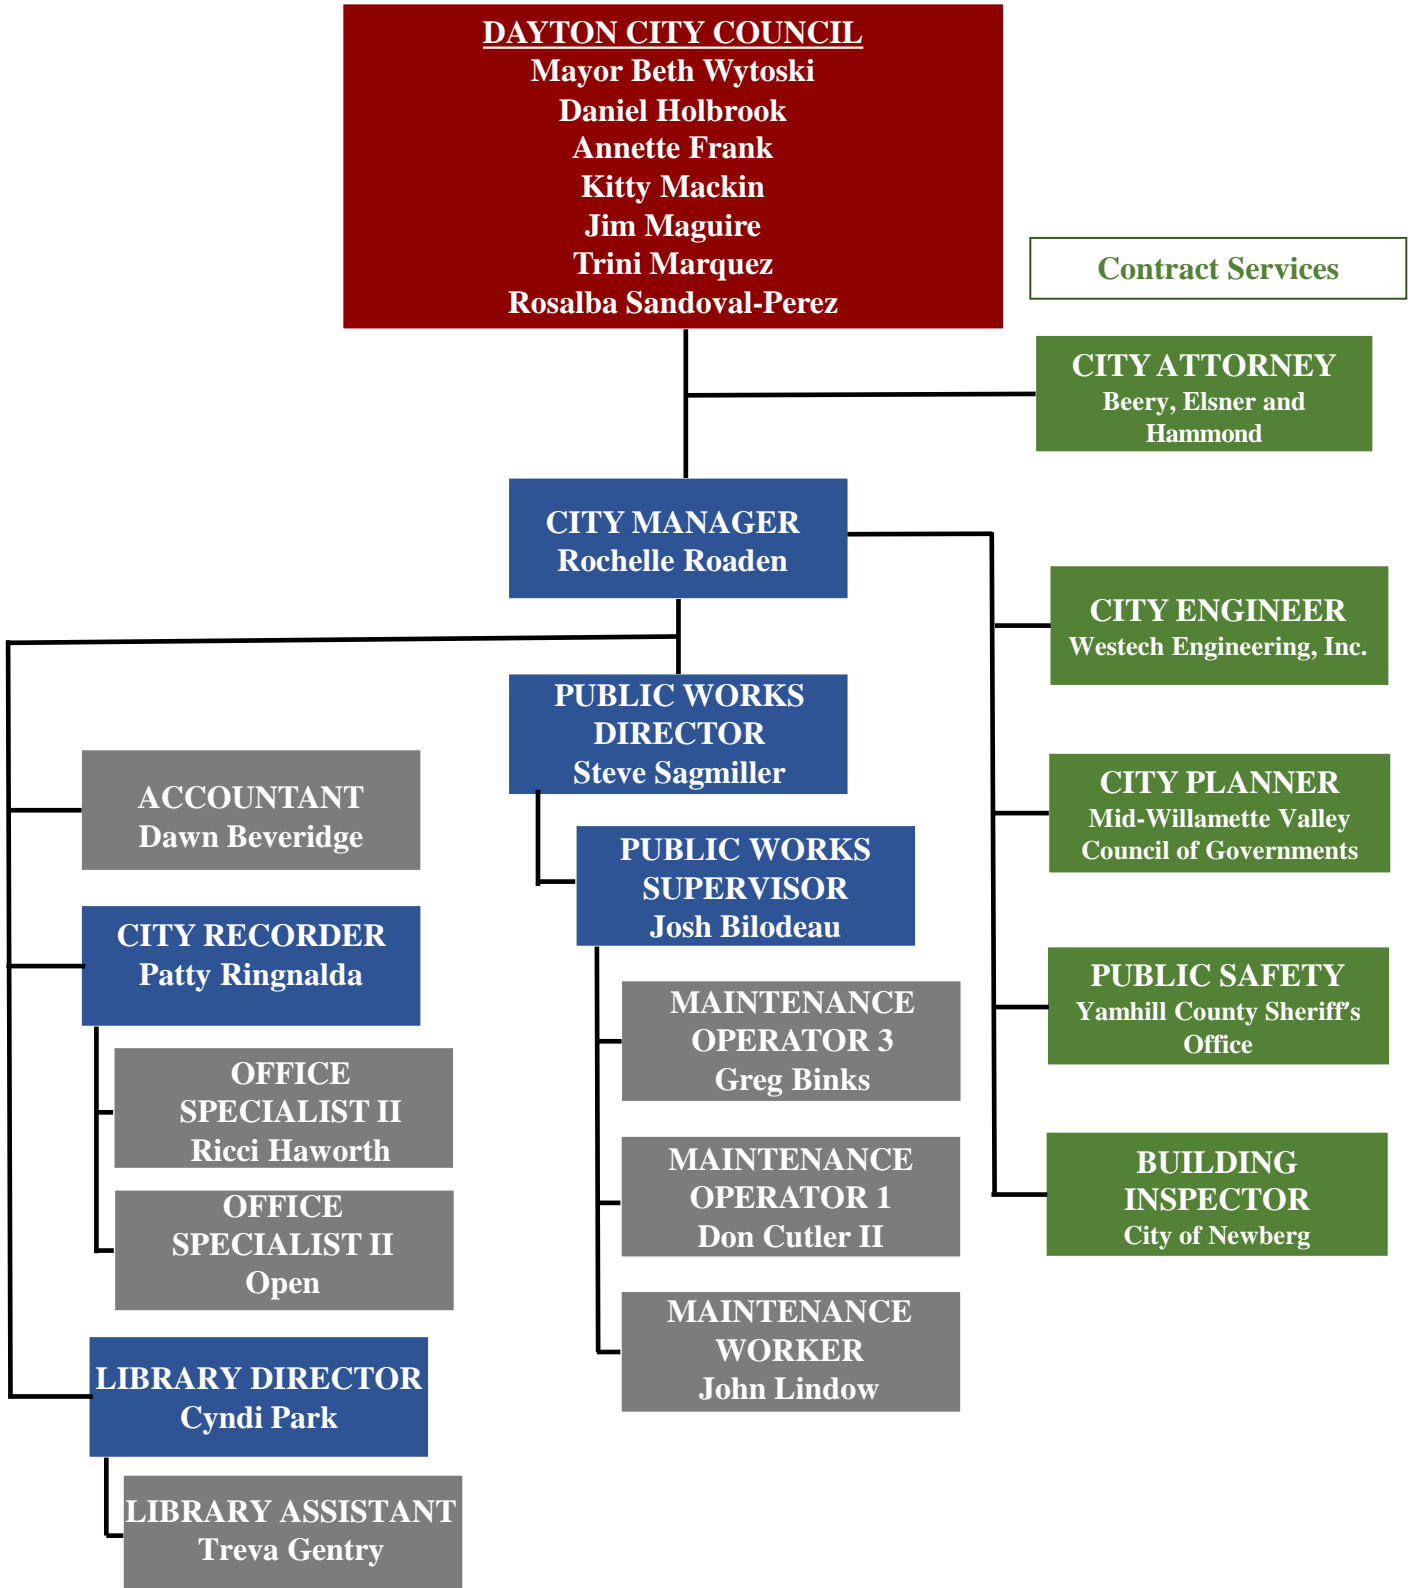 DAYTON CITY COUNCIL
Mayor Beth Wytoski
Daniel Holbrook
Annette Frank
Kitty Mackin
Jim Maguire
Trini Marquez
Rosalba Sandoval-Perez
Contract Services
CITY ATTORNEY
Beery, Elsner and
Hammond
CITY MANAGER
Rochelle Roaden
CITY ENGINEER
Westech Engineering, Inc.
PUBLIC WORKS
DIRECTOR
Steve Sagmiller
CITY PLANNER
Mid-Willamette Valley
Council of Governments
ACCOUNTANT
Dawn Beveridge
PUBLIC WORKS
SUPERVISOR
Josh Bilodeau
CITY RECORDER
Patty Ringnalda
PUBLIC SAFETY
Yamhill County Sheriff's
Office
MAINTENANCE
OPERATOR 3
Greg Binks
OFFICE
SPECIALIST II
Ricci Haworth
MAINTENANCE
OPERATOR 1
Don Cutler II
BUILDING
INSPECTOR
City of Newberg
OFFICE
SPECIALIST II
Open
MAINTENANCE
WORKER
John Lindow
LIBRARY DIRECTOR
Cyndi Park
LIBRARY ASSISTANT
Treva Gentry